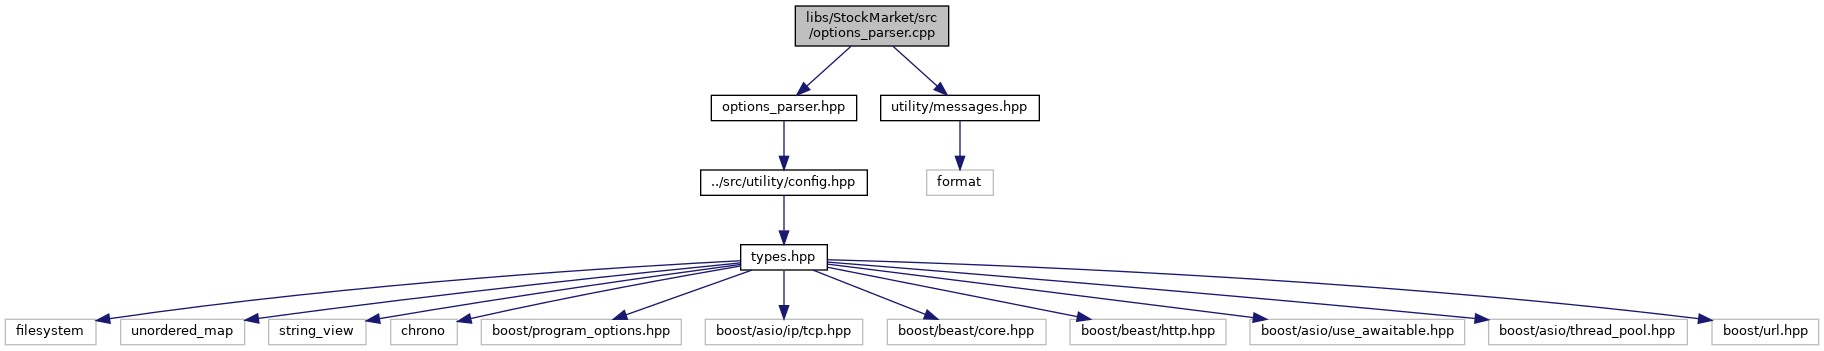 libs/StockMarket/src
/options_parser.cpp
options_parser.hpp
utility/messages.hpp
../src/utility/config.hpp
format
types.hpp
filesystem
unordered_map
string_view
chrono
boost/program_options.hpp
boost/asio/ip/tcp.hpp
boost/beast/core.hpp
boost/beast/http.hpp
boost/asio/use_awaitable.hpp
boost/asio/thread_pool.hpp
boost/url.hpp